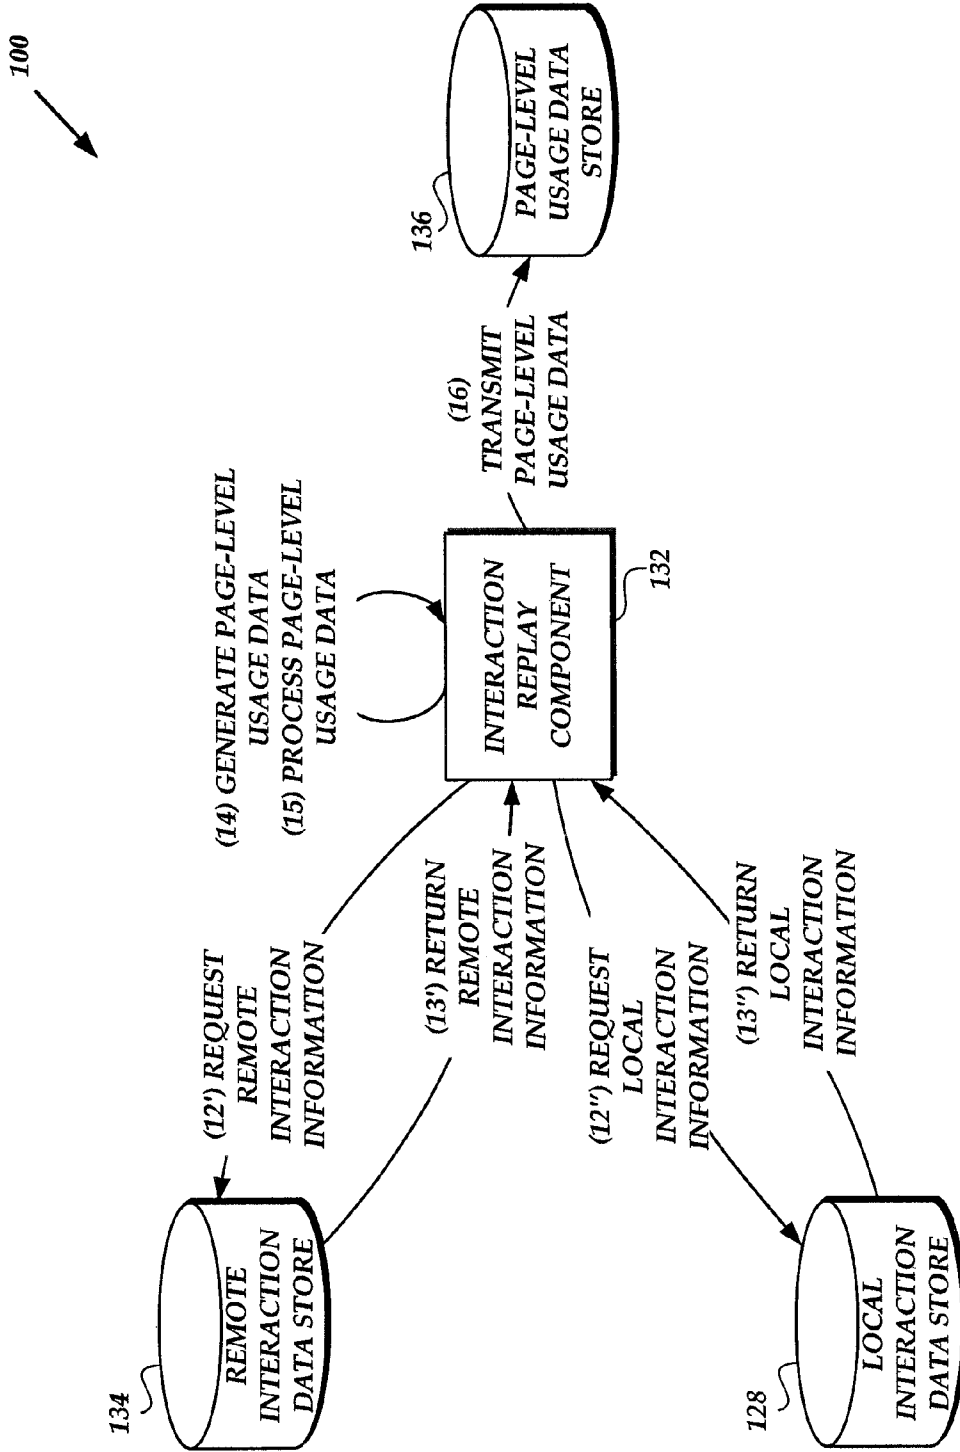 100
134
REMOTE
INTERACTION
DATA STORE
(12') REQUEST
REMOTE
INTERACTION
INFORMATION
(13') RETURN
REMOTE
INTERACTION
INFORMATION
(14) GENERATE PAGE-LEVEL
USAGE DATA
(15) PROCESS PAGE-LEVEL
USAGE DATA
INTERACTION
REPLAY
COMPONENT
132
(16)
TRANSMIT
PAGE-LEVEL
USAGE DATA
136
PAGE-LEVEL
USAGE DATA
STORE
(12'') REQUEST
LOCAL
INTERACTION
INFORMATION
(13'') RETURN
LOCAL
INTERACTION
INFORMATION
128
LOCAL
INTERACTION
DATA STORE